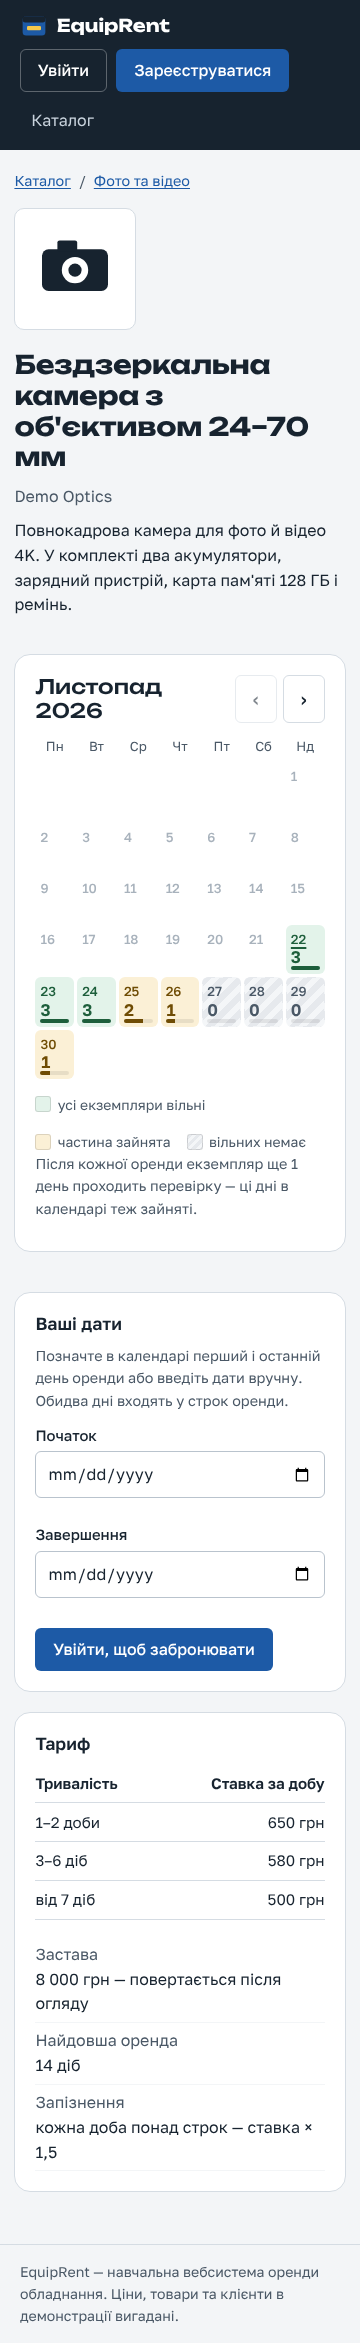 EquipRent
Увійти
Зареєструватися
Каталог
Каталог / Фото та відео
Бездзеркальна
камера з
об'єктивом 24–70
мм
Demo Optics
Повнокадрова камера для фото й відео
4K. У комплекті два акумулятори,
зарядний пристрій, карта пам'яті 128 ГБ і
ремінь.
Листопад
2026
‹ ›
Пн Вт Ср Чт Пт Сб Нд
1
2 3 4 5 6 7 8
9 10 11 12 13 14 15
16 17 18 19 20 21 22
3
23 24 25 26 27 28 29
3 3 2 1 0 0 0
30
1
усі екземпляри вільні
частина зайнята вільних немає
Після кожної оренди екземпляр ще 1
день проходить перевірку — ці дні в
календарі теж зайняті.
Ваші дати
Позначте в календарі перший і останній
день оренди або введіть дати вручну.
Обидва дні входять у строк оренди.
Початок
mm/dd/yyyy
Завершення
mm/dd/yyyy
Увійти, щоб забронювати
Тариф
Тривалість Ставка за добу
1–2 доби 650 грн
3–6 діб 580 грн
від 7 діб 500 грн
Застава
8 000 грн — повертається після
огляду
Найдовша оренда
14 діб
Запізнення
кожна доба понад строк — ставка ×
1,5
EquipRent — навчальна вебсистема оренди
обладнання. Ціни, товари та клієнти в
демонстрації вигадані.